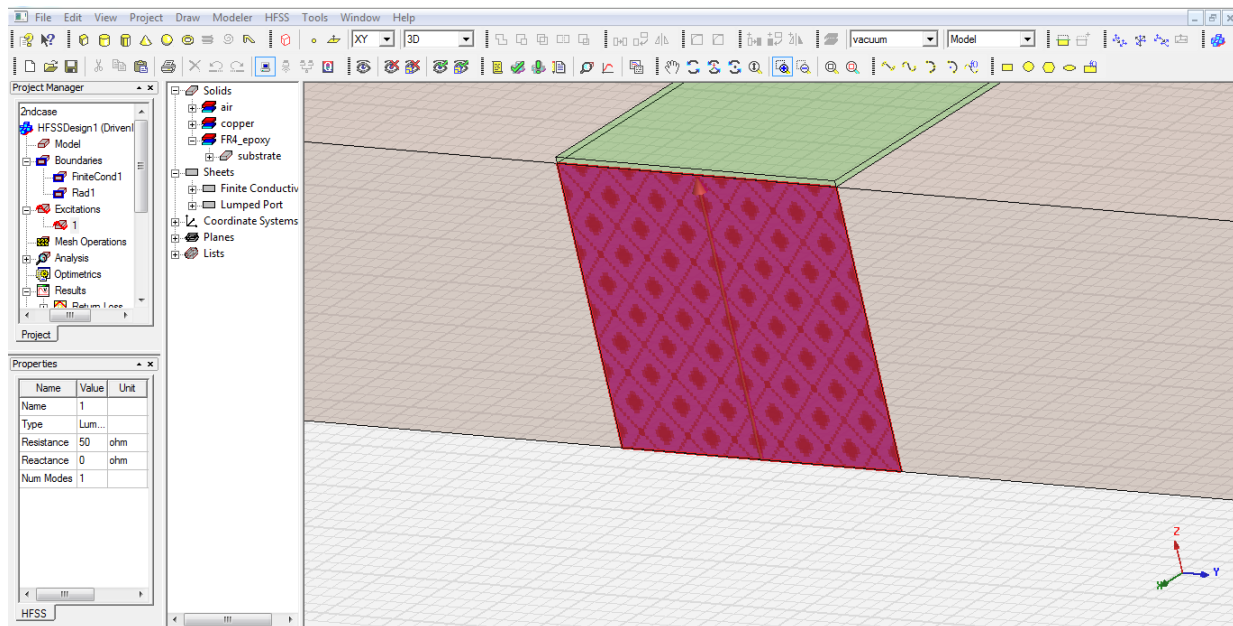 File Edit View Project Draw Modeler HFSS Tools Window Help
XY 3D vacuum Model
Project Manager
2ndcase
HFSSDesign1 (DrivenI
Model
Boundaries
FiniteCond1
Rad1
Excitations
1
Mesh Operations
Analysis
Optimetrics
Results
Return Loss
Project
Properties
Name Value Unit
Name 1
Type Lum...
Resistance 50 ohm
Reactance 0 ohm
Num Modes 1
HFSS
Solids
air
copper
FR4_epoxy
substrate
Sheets
Finite Conductiv
Lumped Port
Coordinate Systems
Planes
Lists
Z
Y
X